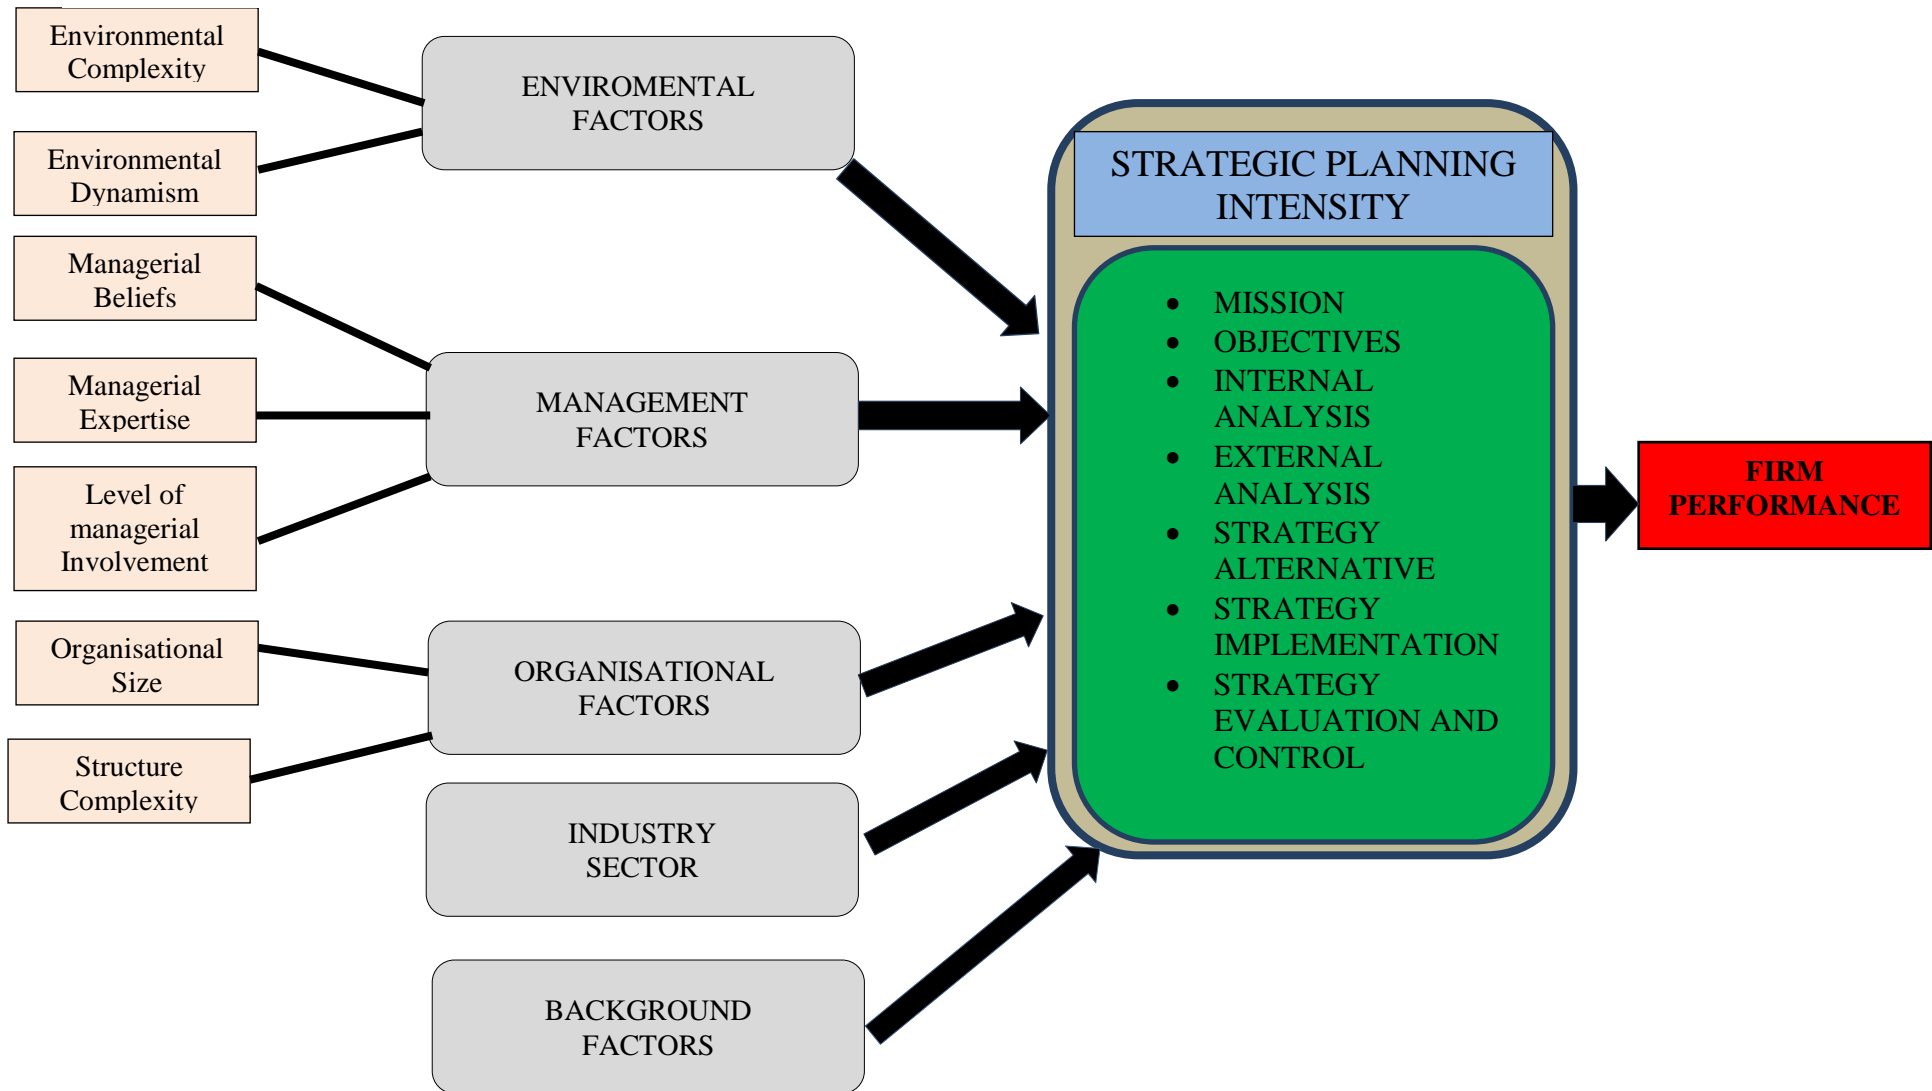 Environmental
Complexity
Environmental
Dynamism
Managerial
Beliefs
Managerial
Expertise
Level of
managerial
Involvement
Organisational
Size
Structure
Complexity
ENVIROMENTAL
FACTORS
MANAGEMENT
FACTORS
ORGANISATIONAL
FACTORS
INDUSTRY
SECTOR
BACKGROUND
FACTORS
STRATEGIC PLANNING
INTENSITY
• MISSION
• OBJECTIVES
• INTERNAL
ANALYSIS
• EXTERNAL
ANALYSIS
• STRATEGY
ALTERNATIVE
• STRATEGY
IMPLEMENTATION
• STRATEGY
EVALUATION AND
CONTROL
FIRM
PERFORMANCE